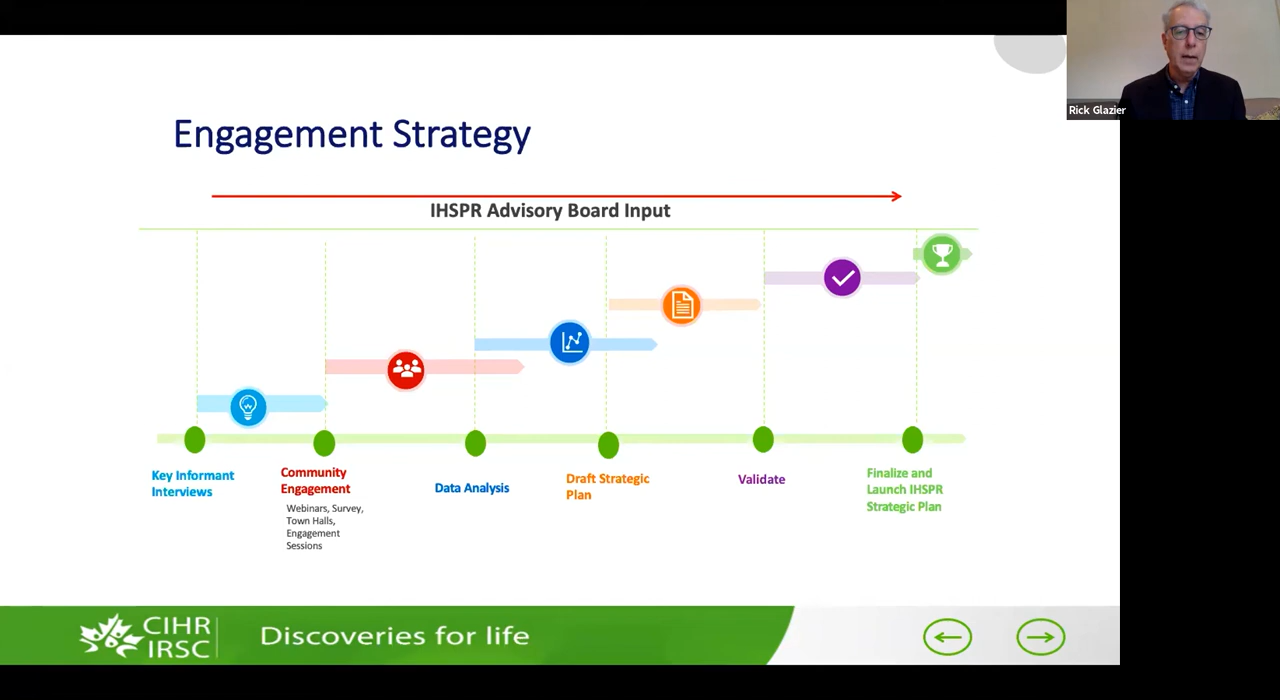 Rick Glazier
Engagement Strategy
IHSPR Advisory Board Input
Key Informant
Interviews
Community
Engagement
Webinars, Survey,
Town Halls,
Engagement
Sessions
Data Analysis
Draft Strategic
Plan
Validate
Finalize and
Launch IHSPR
Strategic Plan
CIHR
IRSC
Discoveries for life